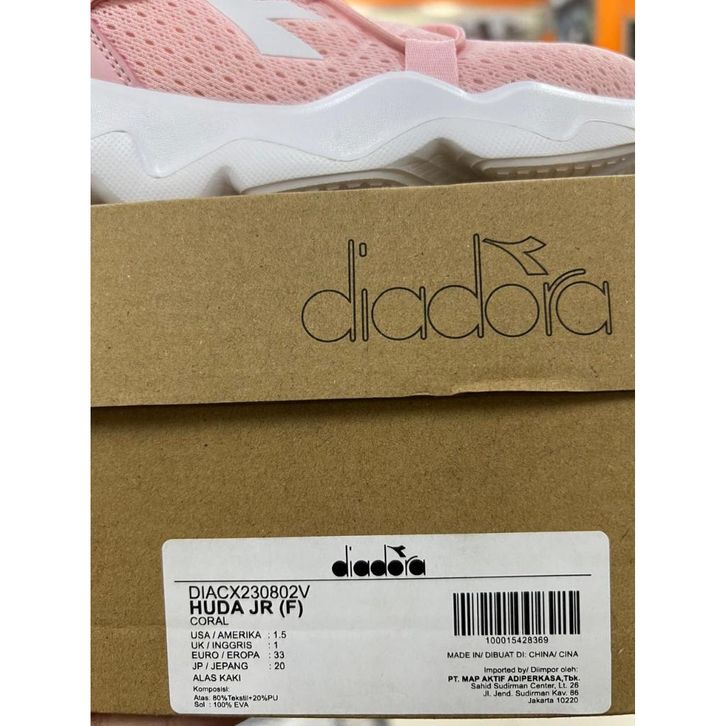 diadora
diadora
DIACX230802V
HUDA JR (F)
CORAL
USA / AMERIKA : 1.5
UK / INGGRIS : 1
EURO / EROPA : 33
JP / JEPANG : 20
ALAS KAKI
Komposisi:
Atas: 80%Tekstil+20%PU
Sol : 100% EVA
100015428369
MADE IN/ DIBUAT DI: CHINA/ CINA
Imported by/ Diimpor oleh:
PT. MAP AKTIF ADIPERKASA,Tbk.
Sahid Sudirman Center, Lt. 26
Jl. Jend. Sudirman Kav. 86
Jakarta 10220